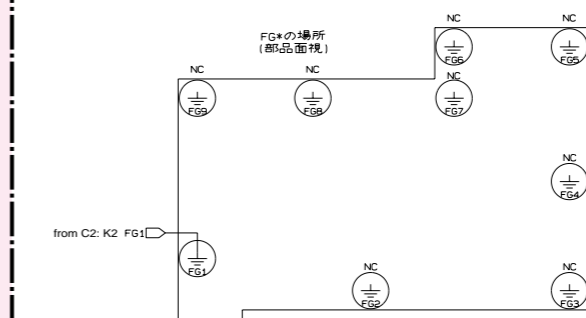 FG*の場所
(部品面視)
NC
NC
FG6
FG5
NC
NC
NC
FG9
FG8
FG7
FG4
from C2: K2 FG1
FG1
NC
NC
NC
FG2
FG3